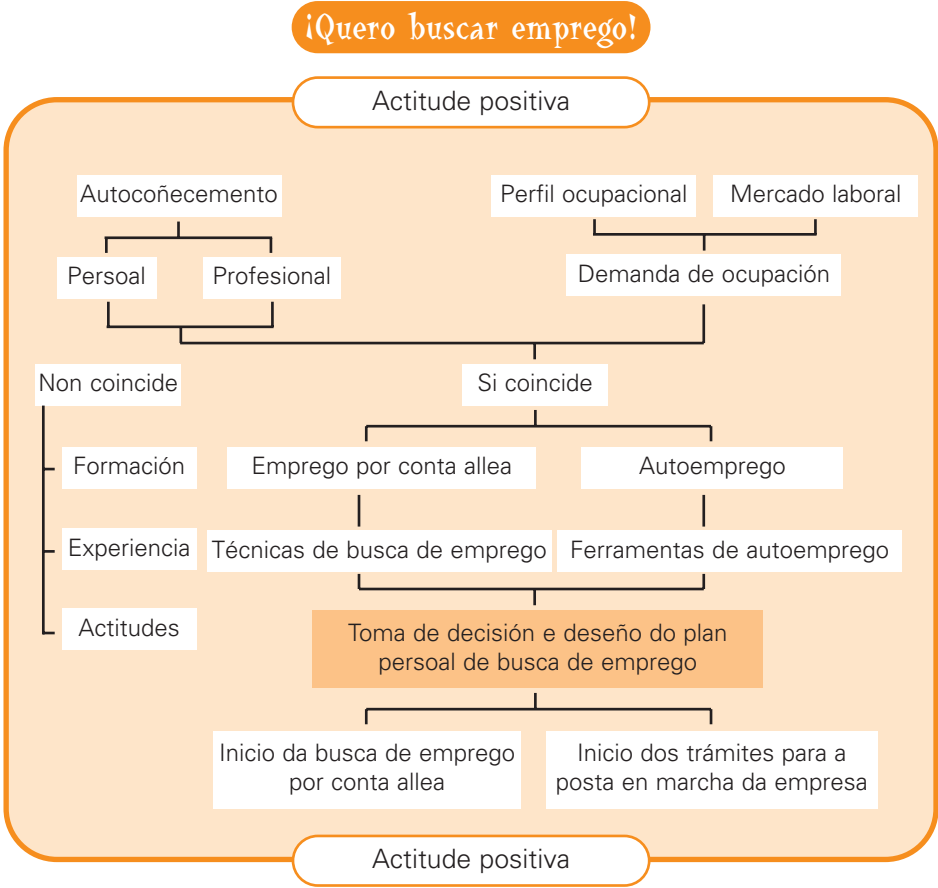 ¡Quero buscar emprego!
Actitude positiva
Autocoñecemento
Perfil ocupacional
Mercado laboral
Persoal
Profesional
Demanda de ocupación
Non coincide
Si coincide
Formación
Emprego por conta allea
Autoemprego
Experiencia
Técnicas de busca de emprego
Ferramentas de autoemprego
Actitudes
Toma de decisión e deseño do plan
persoal de busca de emprego
Inicio da busca de emprego
por conta allea
Inicio dos trámites para a
posta en marcha da empresa
Actitude positiva